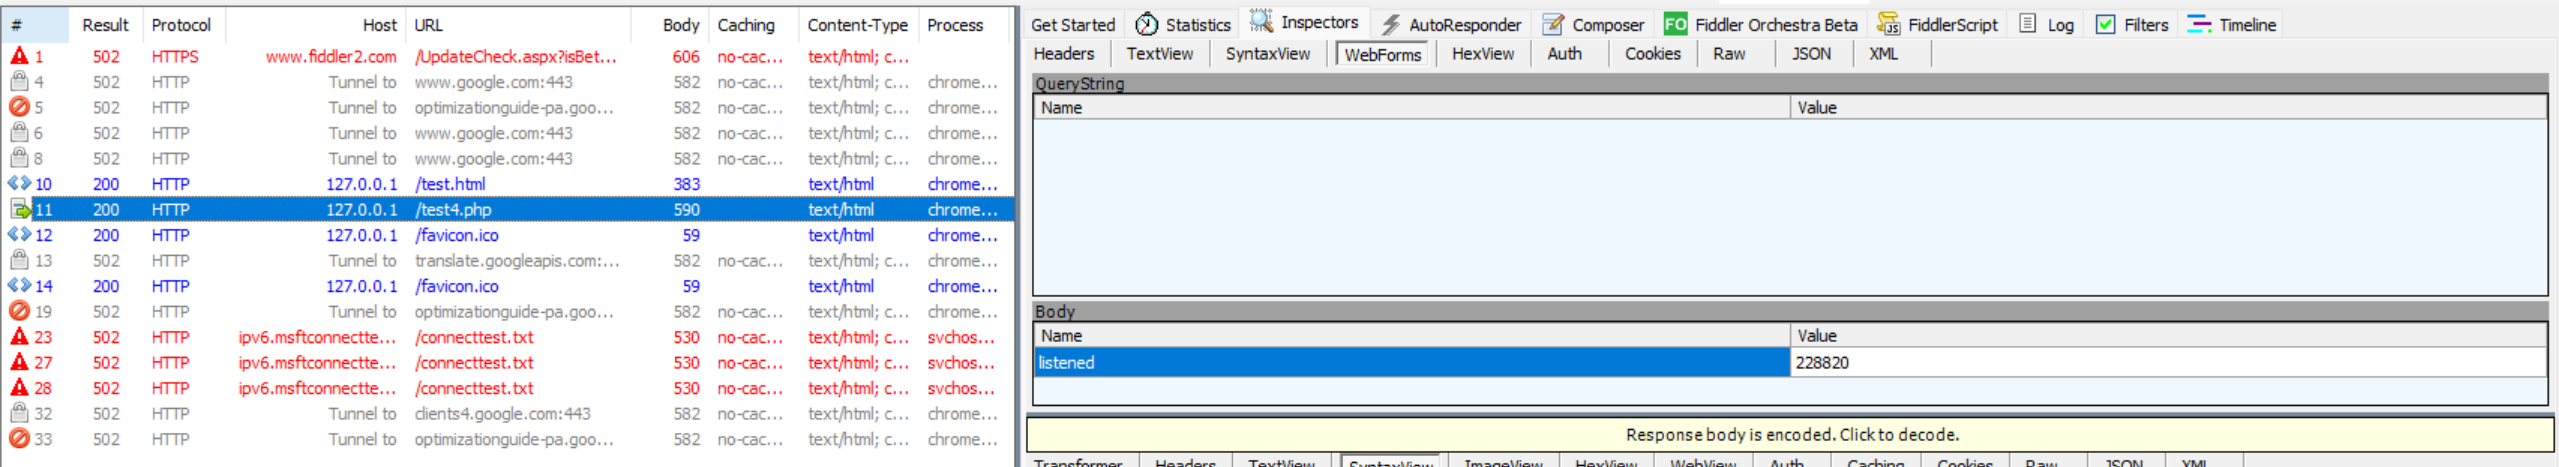 # Result Protocol Host URL Body Caching Content-Type Process
1 502 HTTPS www.fiddler2.com /UpdateCheck.aspx?isBet... 606 no-cac... text/html; c...
4 502 HTTP Tunnel to www.google.com:443 582 no-cac... text/html; c... chrome...
5 502 HTTP Tunnel to optimizationguide-pa.goo... 582 no-cac... text/html; c... chrome...
6 502 HTTP Tunnel to www.google.com:443 582 no-cac... text/html; c... chrome...
8 502 HTTP Tunnel to www.google.com:443 582 no-cac... text/html; c... chrome...
10 200 HTTP 127.0.0.1 /test.html 383 text/html chrome...
11 200 HTTP 127.0.0.1 /test4.php 590 text/html chrome...
12 200 HTTP 127.0.0.1 /favicon.ico 59 text/html chrome...
13 502 HTTP Tunnel to translate.googleapis.com:... 582 no-cac... text/html; c... chrome...
14 200 HTTP 127.0.0.1 /favicon.ico 59 text/html chrome...
19 502 HTTP Tunnel to optimizationguide-pa.goo... 582 no-cac... text/html; c... chrome...
23 502 HTTP ipv6.msftconnectte... /connecttest.txt 530 no-cac... text/html; c... svchos...
27 502 HTTP ipv6.msftconnectte... /connecttest.txt 530 no-cac... text/html; c... svchos...
28 502 HTTP ipv6.msftconnectte... /connecttest.txt 530 no-cac... text/html; c... svchos...
32 502 HTTP Tunnel to clients4.google.com:443 582 no-cac... text/html; c... chrome...
33 502 HTTP Tunnel to optimizationguide-pa.goo... 582 no-cac... text/html; c... chrome...
Get Started Statistics Inspectors AutoResponder Composer FO Fiddler Orchestra Beta JS FiddlerScript Log Filters Timeline
Headers TextView SyntaxView WebForms HexView Auth Cookies Raw JSON XML
QueryString
Name Value
Body
Name Value
listened 228820
Response body is encoded. Click to decode.
Transformer Headers TextView SyntaxView ImageView HexView WebView Auth Caching Cookies Raw JSON XML